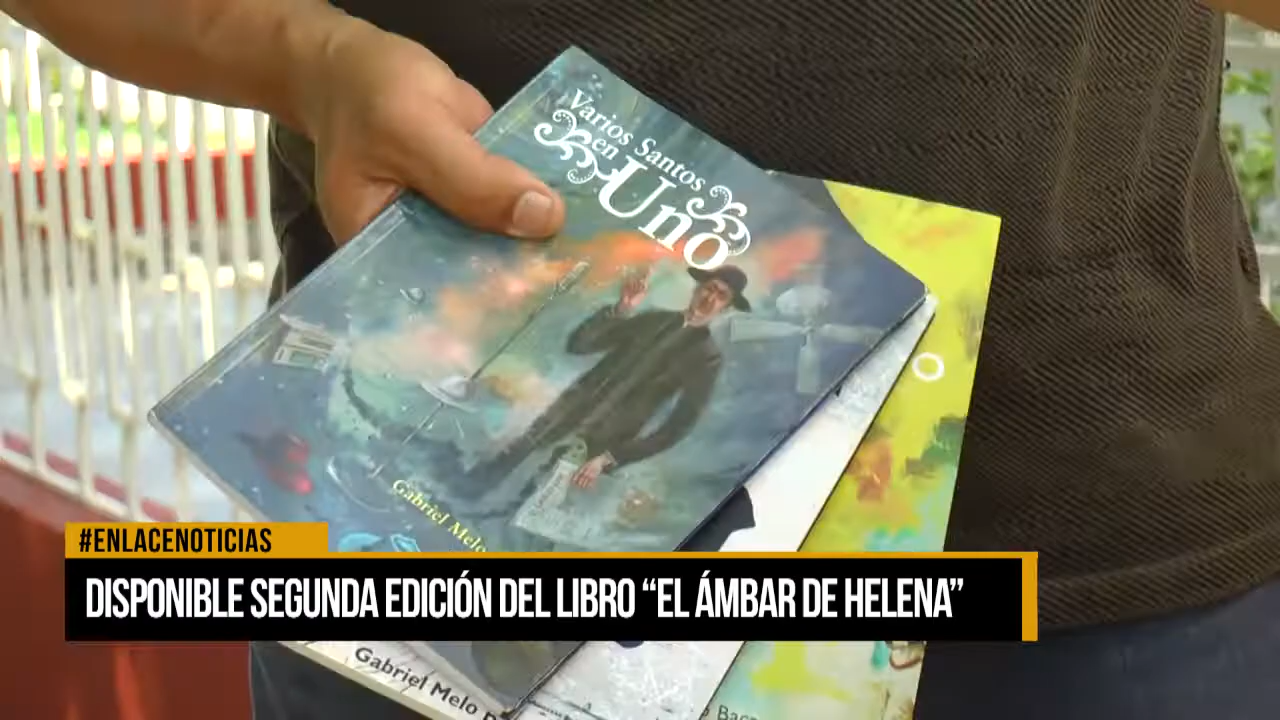 Varios Santos
en
Uno
Gabriel Melo
#ENLACENOTICIAS
DISPONIBLE SEGUNDA EDICIÓN DEL LIBRO “EL ÁMBAR DE HELENA”
Gabriel Melo